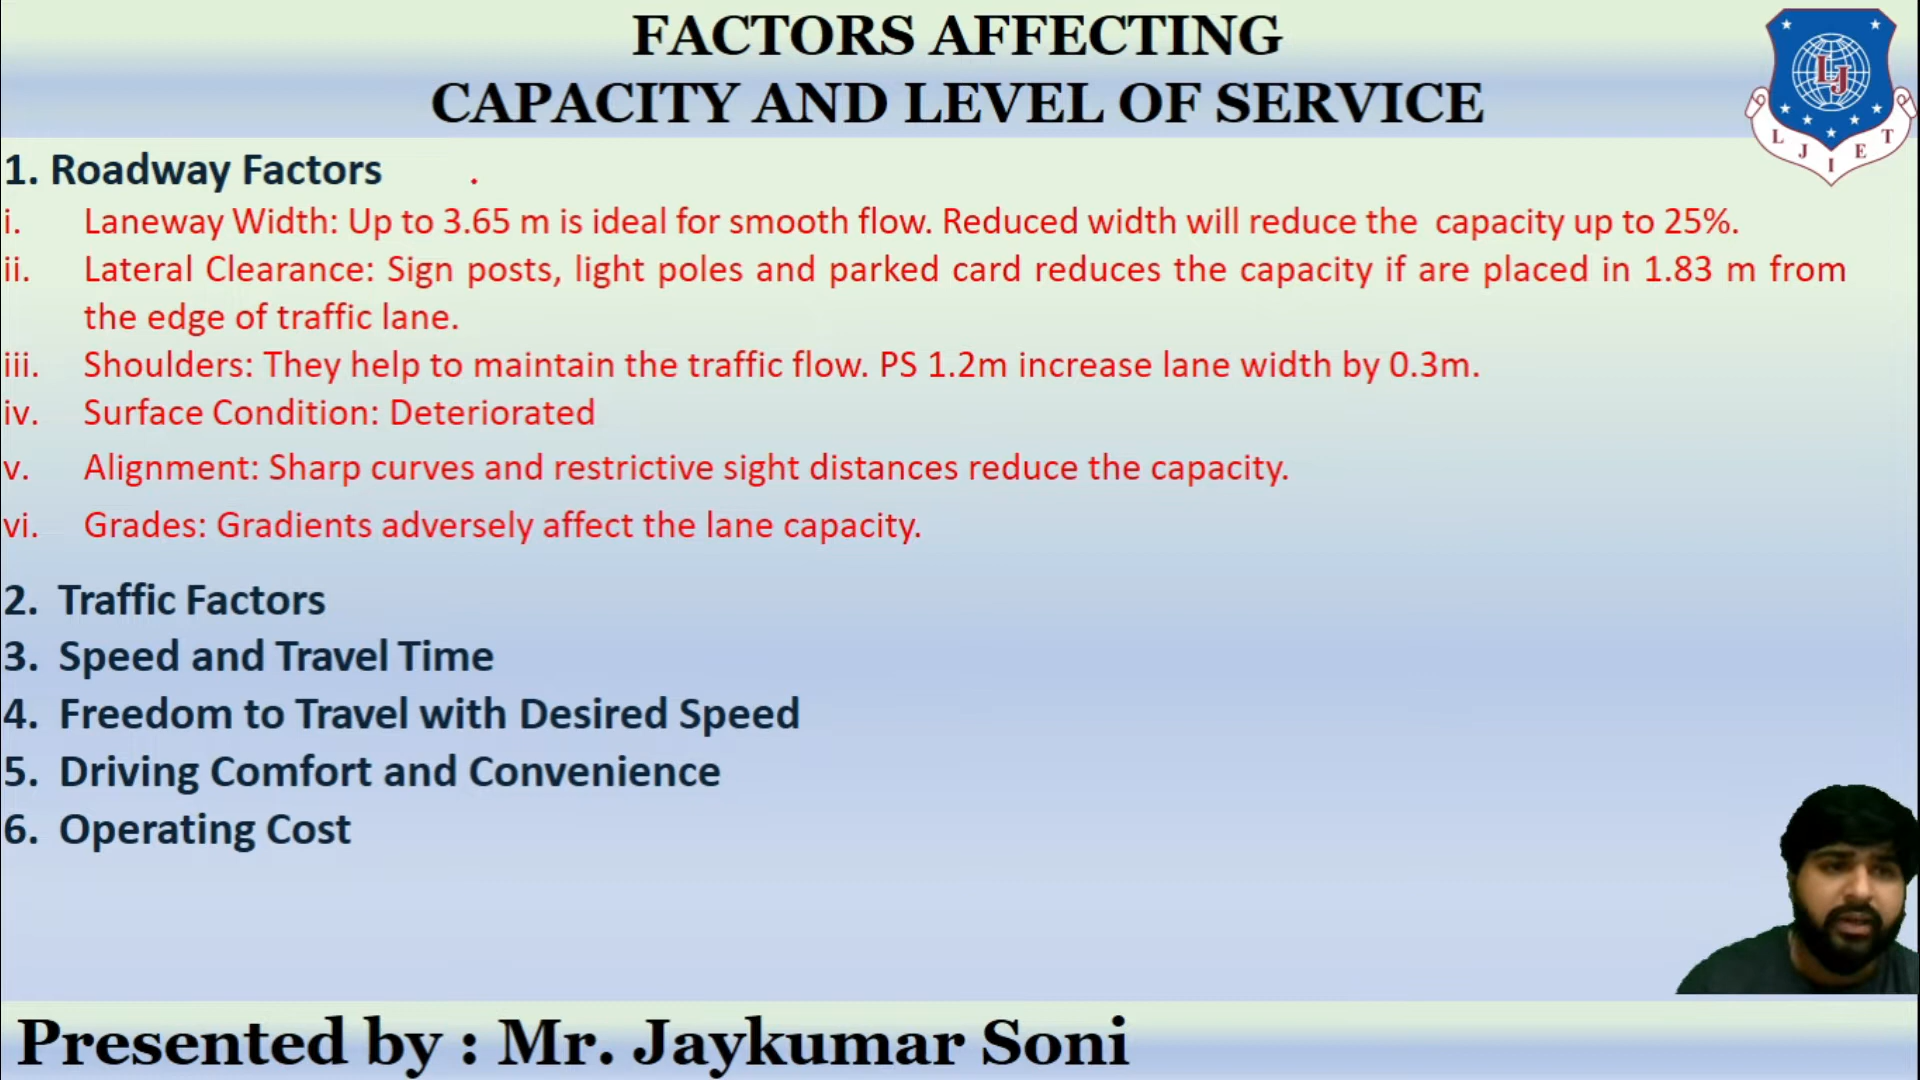 FACTORS AFFECTING
CAPACITY AND LEVEL OF SERVICE
LJ
L J I E T
1. Roadway Factors
i. Laneway Width: Up to 3.65 m is ideal for smooth flow. Reduced width will reduce the capacity up to 25%.
ii. Lateral Clearance: Sign posts, light poles and parked card reduces the capacity if are placed in 1.83 m from
the edge of traffic lane.
iii. Shoulders: They help to maintain the traffic flow. PS 1.2m increase lane width by 0.3m.
iv. Surface Condition: Deteriorated
v. Alignment: Sharp curves and restrictive sight distances reduce the capacity.
vi. Grades: Gradients adversely affect the lane capacity.
2. Traffic Factors
3. Speed and Travel Time
4. Freedom to Travel with Desired Speed
5. Driving Comfort and Convenience
6. Operating Cost
Presented by : Mr. Jaykumar Soni